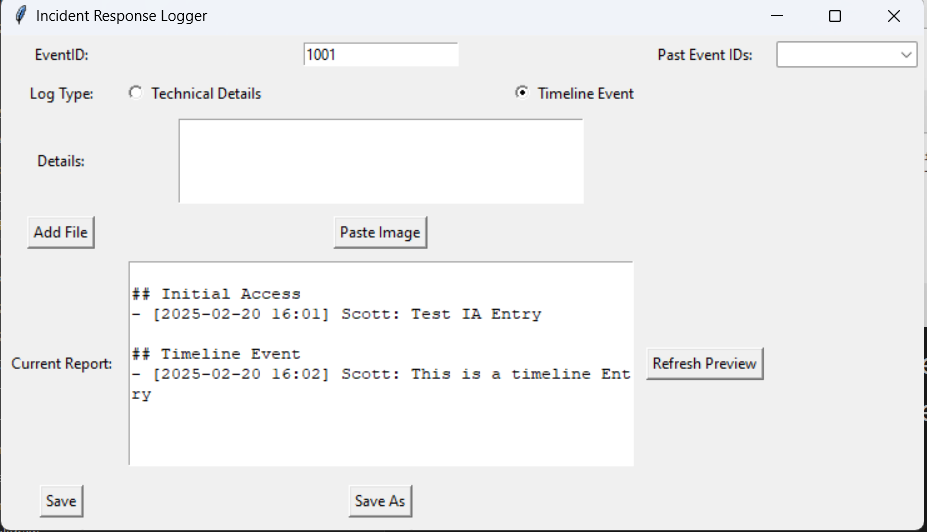 Incident Response Logger
EventID: 1001 Past Event IDs:
Log Type: Technical Details Timeline Event
Details:
Add File Paste Image
## Initial Access
- [2025-02-20 16:01] Scott: Test IA Entry
## Timeline Event
Current Report: Refresh Preview
- [2025-02-20 16:02] Scott: This is a timeline Ent
ry
Save Save As